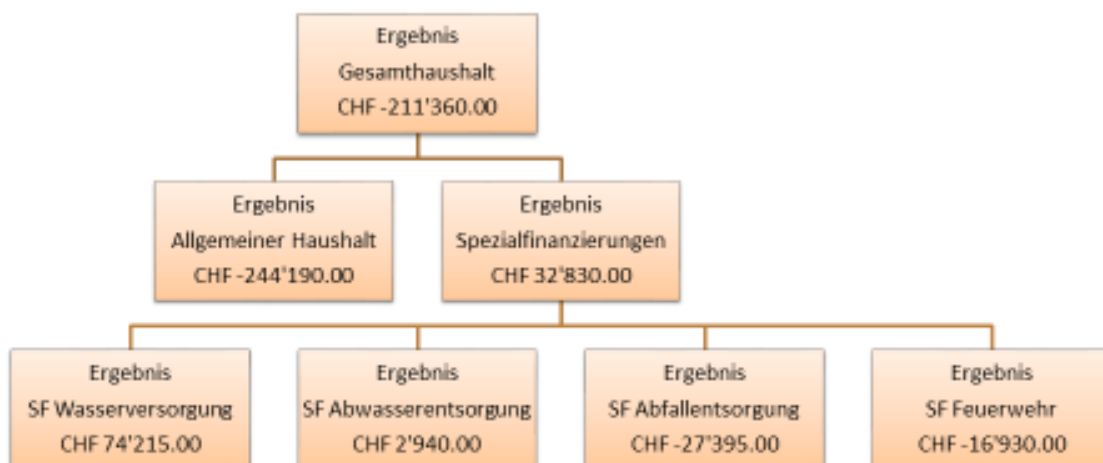 Ergebnis
Gesamthaushalt
CHF -211'360.00
Ergebnis
Allgemeiner Haushalt
CHF -244'190.00
Ergebnis
Spezialfinanzierungen
CHF 32'830.00
Ergebnis
SF Wasserversorgung
CHF 74'215.00
Ergebnis
SF Abwasserentsorgung
CHF 2'940.00
Ergebnis
SF Abfallentsorgung
CHF -27'395.00
Ergebnis
SF Feuerwehr
CHF -16'930.00